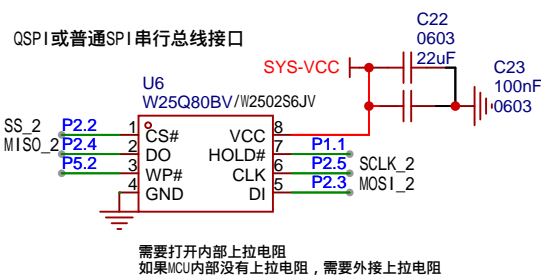 QSPI或普通SPI串行总线接口
C22
0603
22uF
SYS-VCC
C23
100nF
0603
U6
W25Q80BV/W2502S6JV
SS_2 P2.2 1 CS# VCC 8
MISO_2 P2.4 2 DO HOLD# 7 P1.1
P5.2 3 WP# CLK 6 P2.5 SCLK_2
4 GND DI 5 P2.3 MOSI_2
需要打开内部上拉电阻
如果MCU内部没有上拉电阻，需要外接上拉电阻